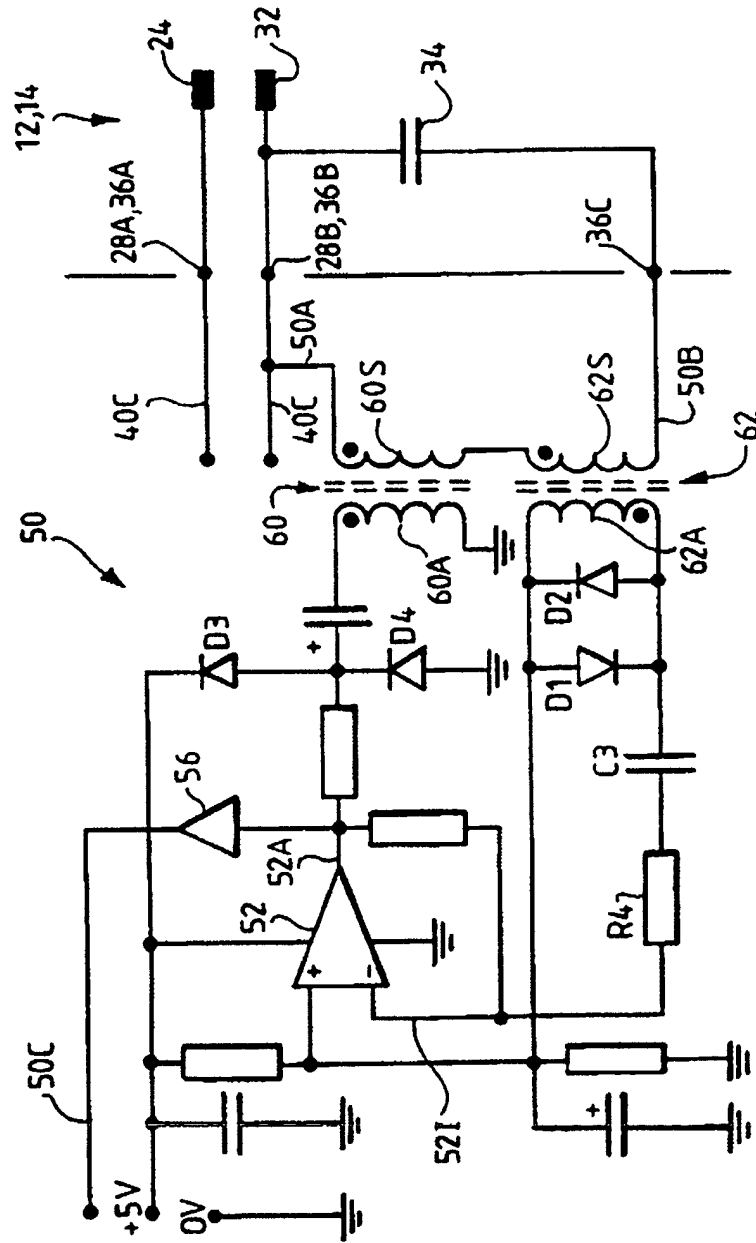 50
50C
+5V
0V
56
D3
52A
52
+
-
52I
+
D4
60
60A
60S
40C
40C
50A
28A,36A
28B,36B
12,14
24
32
34
36C
62S
50B
62
62A
D2
D1
C3
R4
+